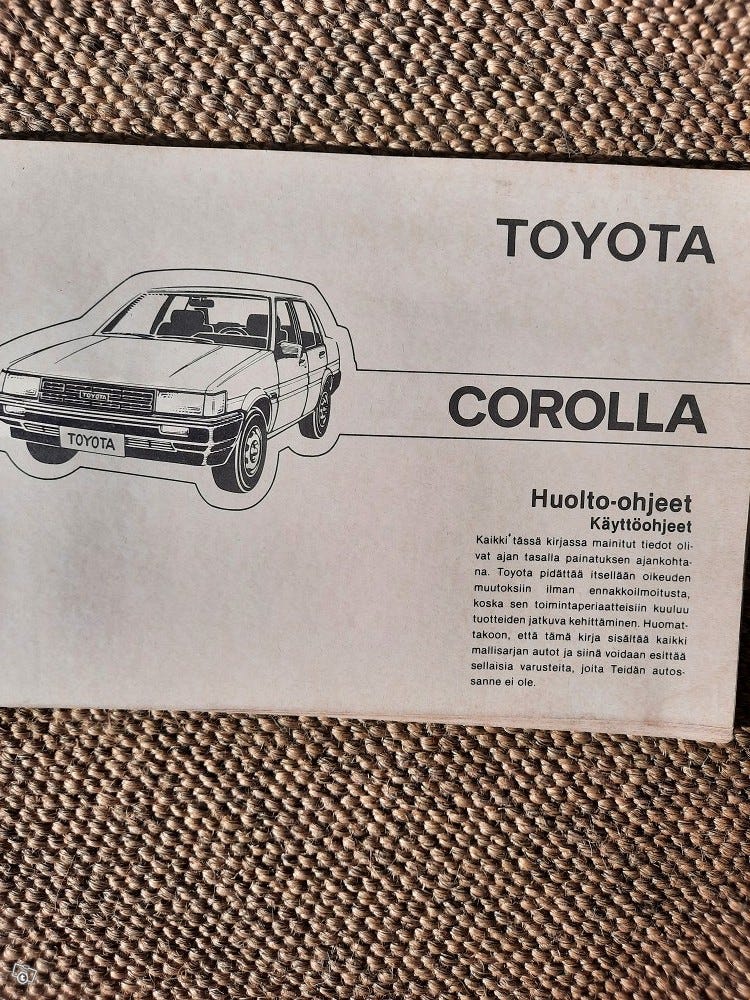 TOYOTA
COROLLA
TOYOTA
TOYOTA
Huolto-ohjeet
Käyttöohjeet
Kaikki tässä kirjassa mainitut tiedot oli-
vat ajan tasalla painatuksen ajankohta-
na. Toyota pidättää itsellään oikeuden
muutoksiin ilman ennakkoilmoitusta,
koska sen toimintaperiaatteisiin kuuluu
tuotteiden jatkuva kehittäminen. Huomat-
takoon, että tämä kirja sisältää kaikki
mallisarjan autot ja siinä voidaan esittää
sellaisia varusteita, joita Teidän autos-
sanne ei ole.